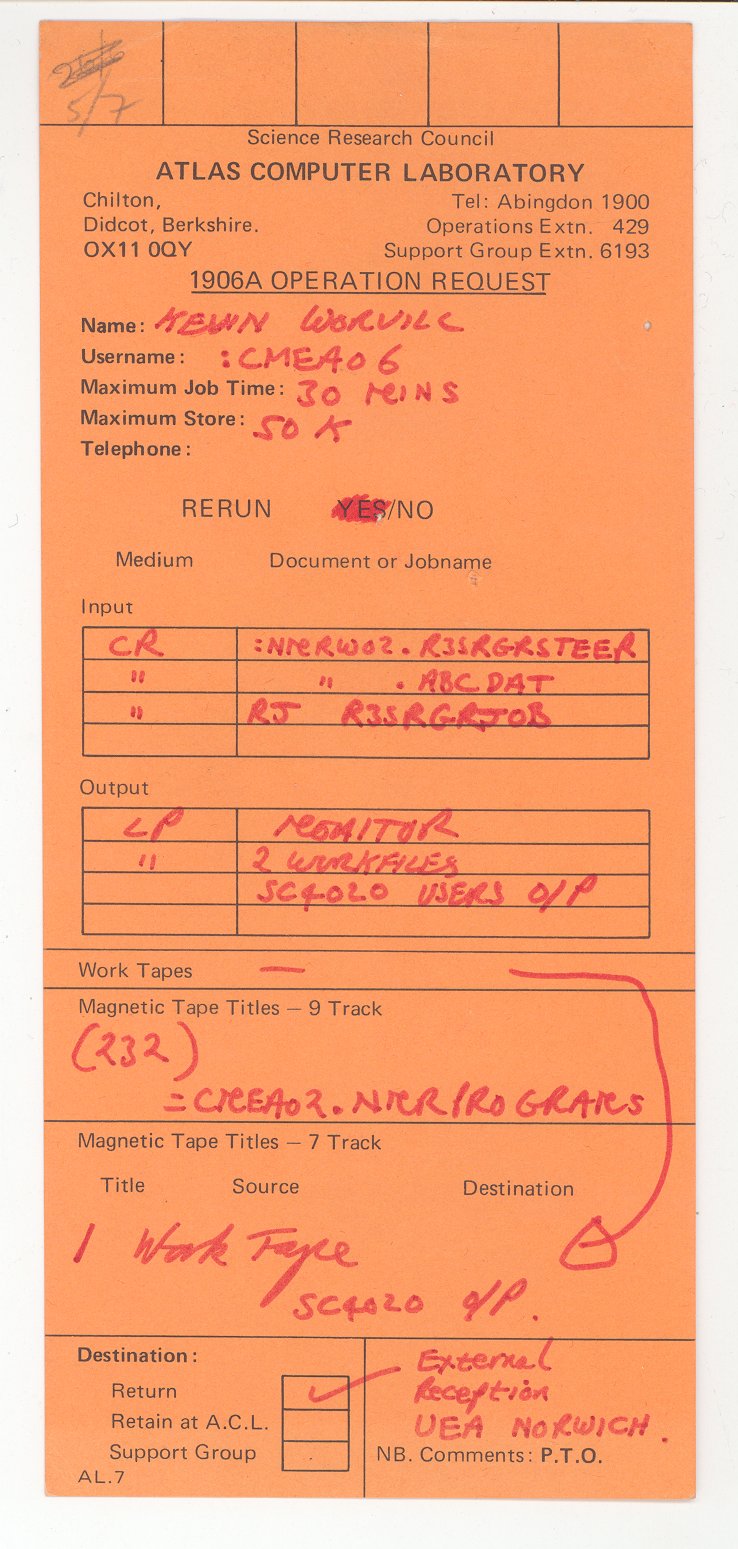 5/7
Science Research Council
ATLAS COMPUTER LABORATORY
Chilton, Tel: Abingdon 1900
Didcot, Berkshire. Operations Extn. 429
OX11 0QY Support Group Extn. 6193
1906A OPERATION REQUEST
Name: KEVIN WORVILL
Username: :CMEA06
Maximum Job Time: 30 MINS
Maximum Store: 50 K
Telephone:
RERUN YES/NO
Medium Document or Jobname
Input
CR :NMRW02.R3SRGRSTEER
" " .ABCDAT
" RJ R3SRGRJOB
Output
LP MONITOR
" 2 WORKFILES
SC4020 USERS O/P
Work Tapes —
Magnetic Tape Titles — 9 Track
(232)
=CMEA02.NMRPROGRAMS
Magnetic Tape Titles — 7 Track
Title Source Destination
1 Work Tape
SC4020 O/P.
Destination: External
Return ✓ Reception
Retain at A.C.L. UEA NORWICH.
Support Group NB. Comments: P.T.O.
AL.7